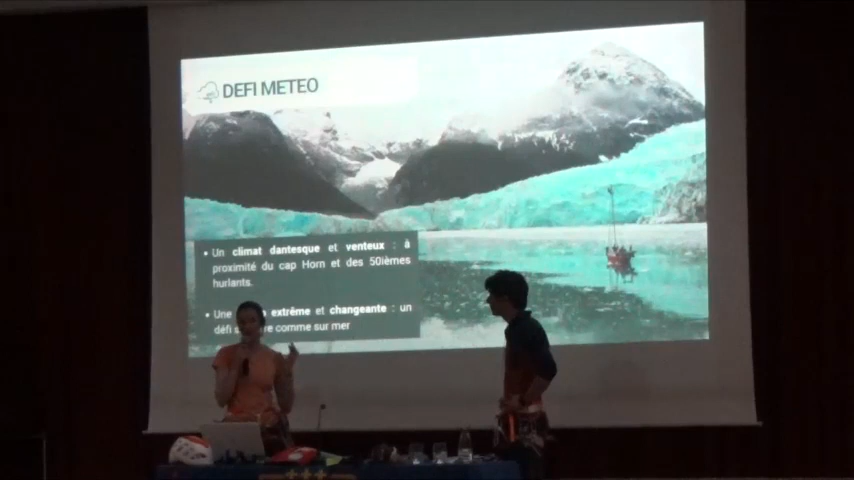 DEFI METEO
▪ Un climat dantesque et venteux : à
proximité du cap Horn et des 50ièmes
hurlants.
▪ Une extrême et changeante : un
défi comme sur mer